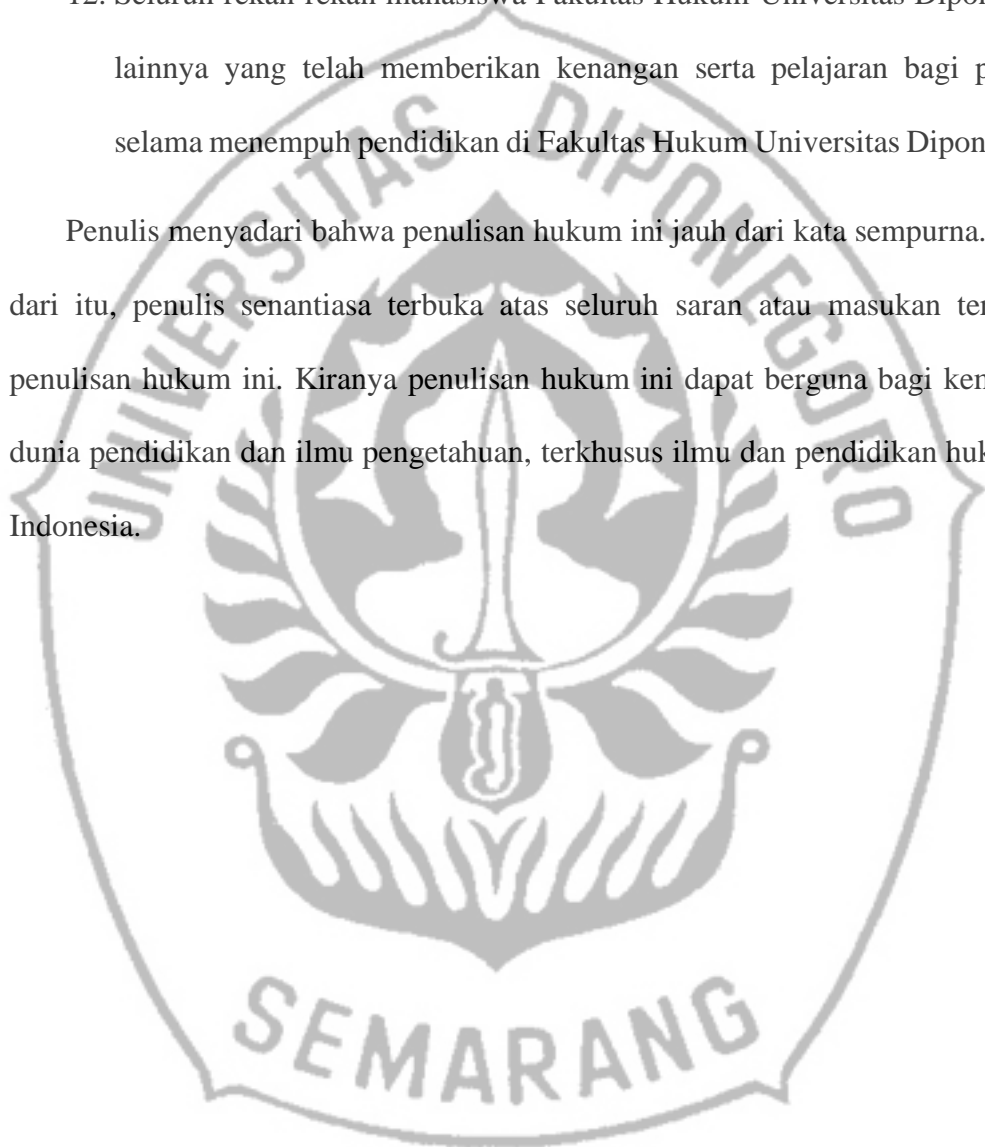 12. Seluruh rekan-rekan mahasiswa Fakultas Hukum Universitas Dipon
lainnya yang telah memberikan kenangan serta pelajaran bagi p
selama menempuh pendidikan di Fakultas Hukum Universitas Dipon
Penulis menyadari bahwa penulisan hukum ini jauh dari kata sempurna.
dari itu, penulis senantiasa terbuka atas seluruh saran atau masukan ter
penulisan hukum ini. Kiranya penulisan hukum ini dapat berguna bagi ken
dunia pendidikan dan ilmu pengetahuan, terkhusus ilmu dan pendidikan huk
Indonesia.
UNIVERSITAS DIPONEGORO
SEMARANG